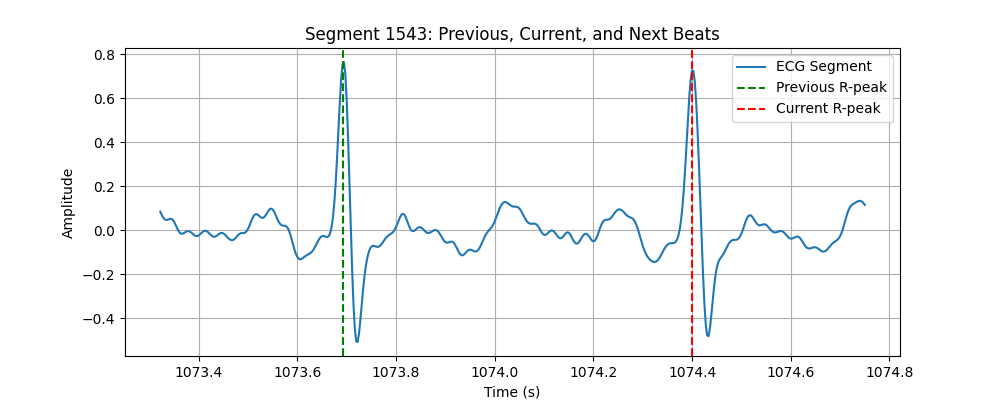 Segment 1543: Previous, Current, and Next Beats
ECG Segment
Previous R-peak
Current R-peak
Amplitude
0.8
0.6
0.4
0.2
0.0
−0.2
−0.4
1073.4 1073.6 1073.8 1074.0 1074.2 1074.4 1074.6 1074.8
Time (s)